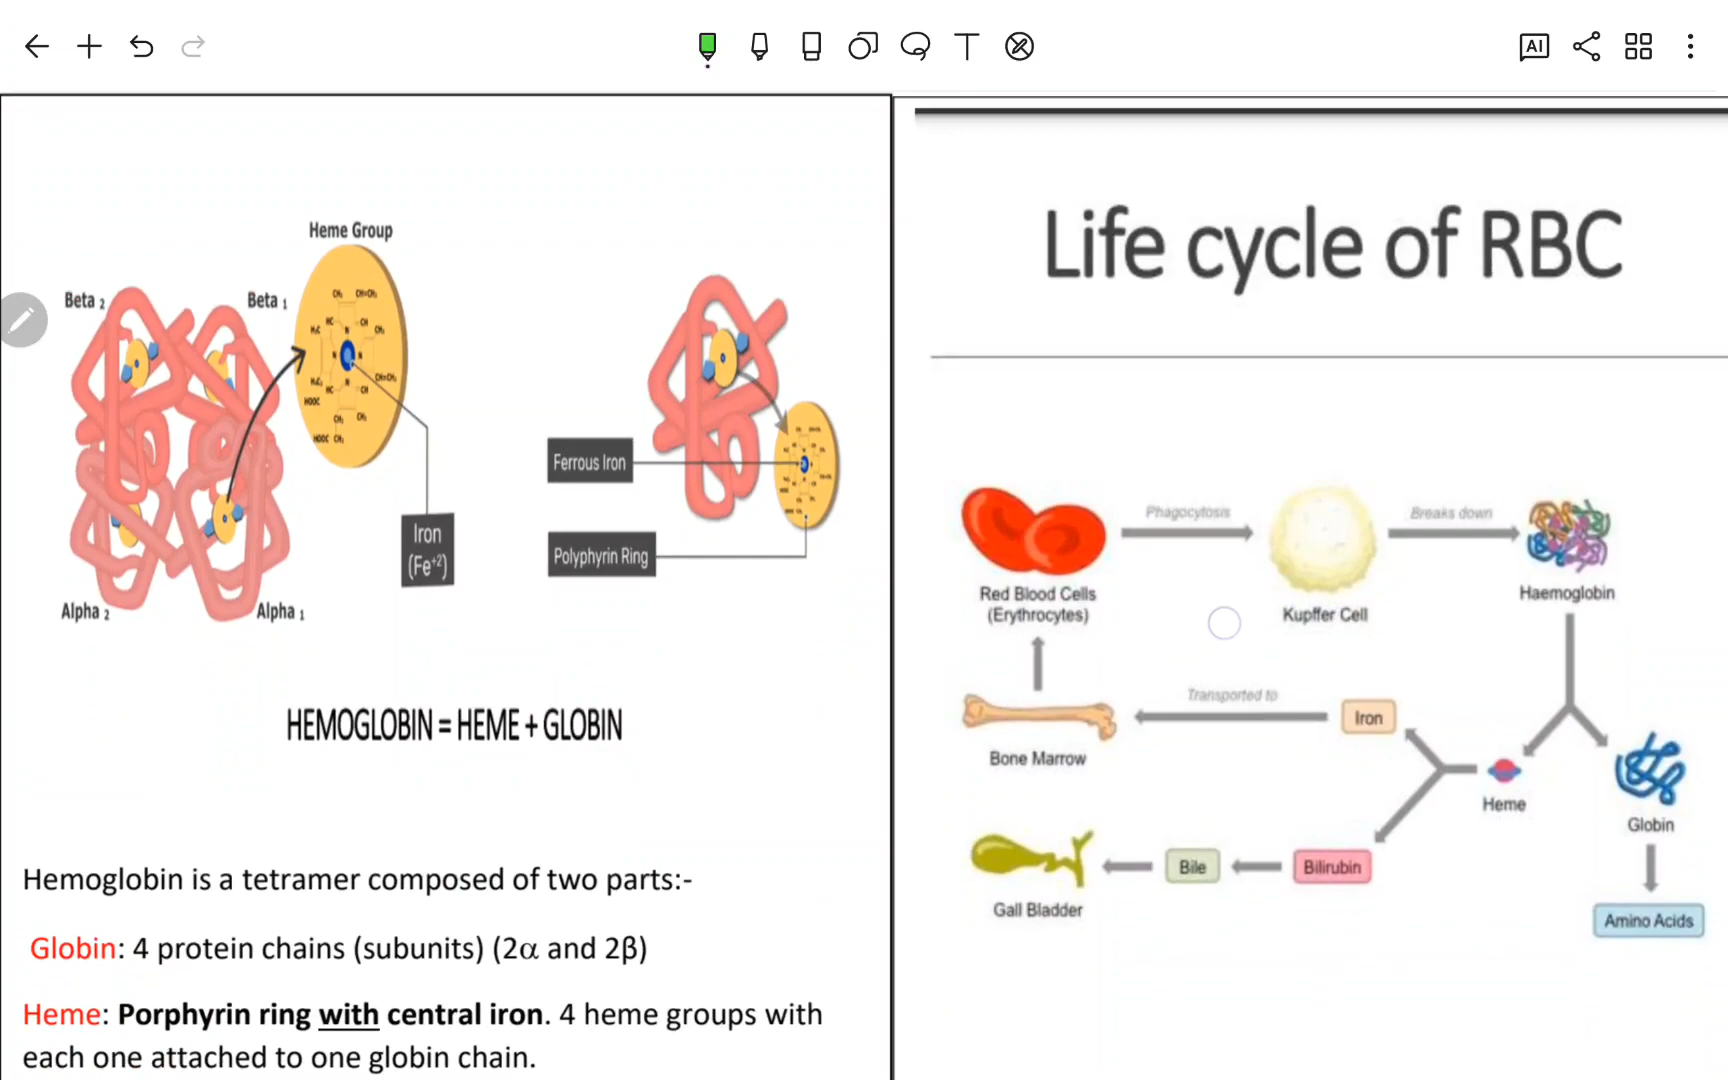 T
AI
Heme Group
Beta 2
Beta 1
Iron
(Fe+2)
Alpha 2
Alpha 1
Ferrous Iron
Polyphyrin Ring
HEMOGLOBIN = HEME + GLOBIN
Hemoglobin is a tetramer composed of two parts:-
Globin: 4 protein chains (subunits) (2α and 2β)
Heme: Porphyrin ring with central iron. 4 heme groups with
each one attached to one globin chain.
Life cycle of RBC
Phagocytosis
Breaks down
Red Blood Cells
(Erythrocytes)
Kupffer Cell
Haemoglobin
Transported to
Iron
Bone Marrow
Heme
Globin
Bile
Bilirubin
Gall Bladder
Amino Acids